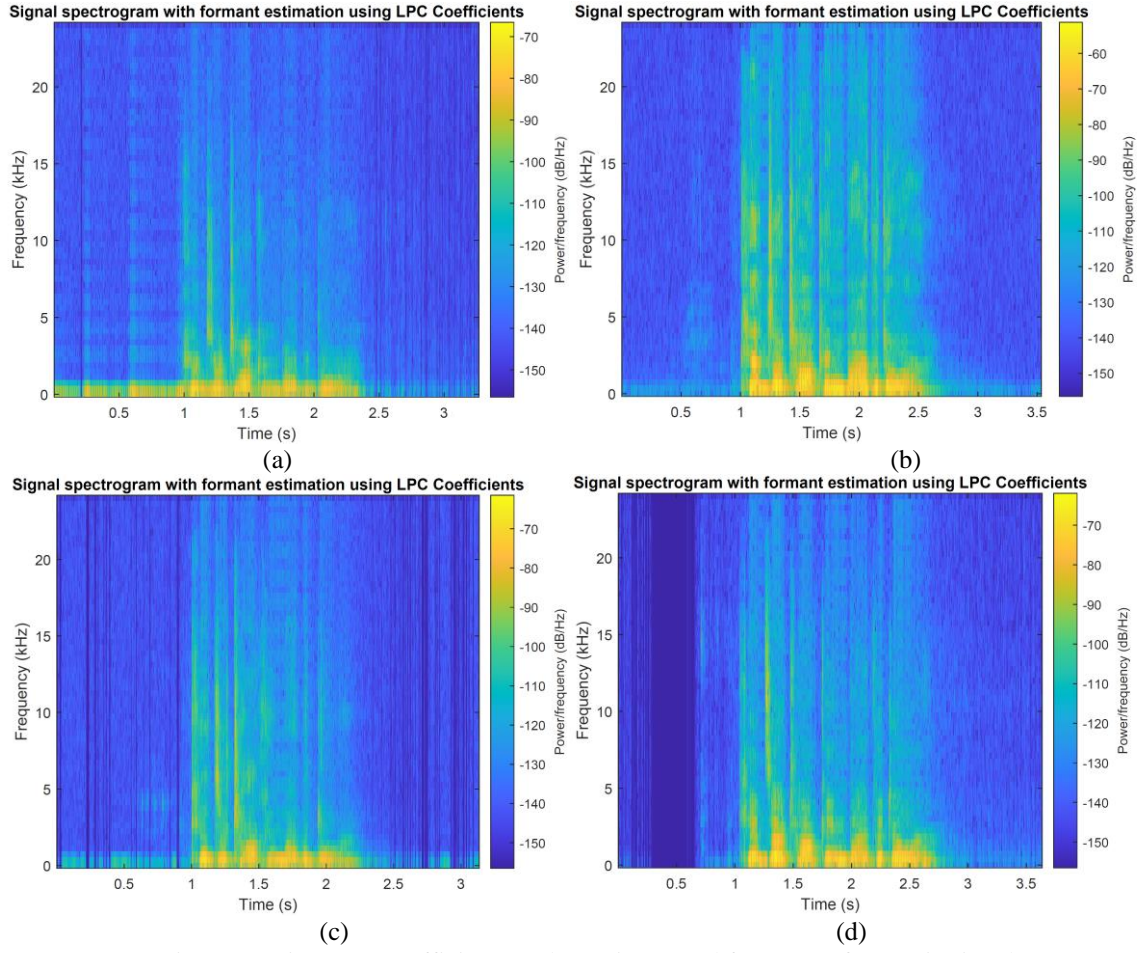 Signal spectrogram with formant estimation using LPC Coefficients
20
15
10
5
0
Frequency (kHz)
0.5 1 1.5 2 2.5 3
Time (s)
-70
-80
-90
-100
-110
-120
-130
-140
-150
Power/frequency (dB/Hz)
(a)
Signal spectrogram with formant estimation using LPC Coefficients
20
15
10
5
0
Frequency (kHz)
0.5 1 1.5 2 2.5 3 3.5
Time (s)
-60
-70
-80
-90
-100
-110
-120
-130
-140
-150
Power/frequency (dB/Hz)
(b)
Signal spectrogram with formant estimation using LPC Coefficients
20
15
10
5
0
Frequency (kHz)
0.5 1 1.5 2 2.5 3
Time (s)
-70
-80
-90
-100
-110
-120
-130
-140
-150
Power/frequency (dB/Hz)
(c)
Signal spectrogram with formant estimation using LPC Coefficients
20
15
10
5
0
Frequency (kHz)
0.5 1 1.5 2 2.5 3 3.5
Time (s)
-70
-80
-90
-100
-110
-120
-130
-140
-150
Power/frequency (dB/Hz)
(d)